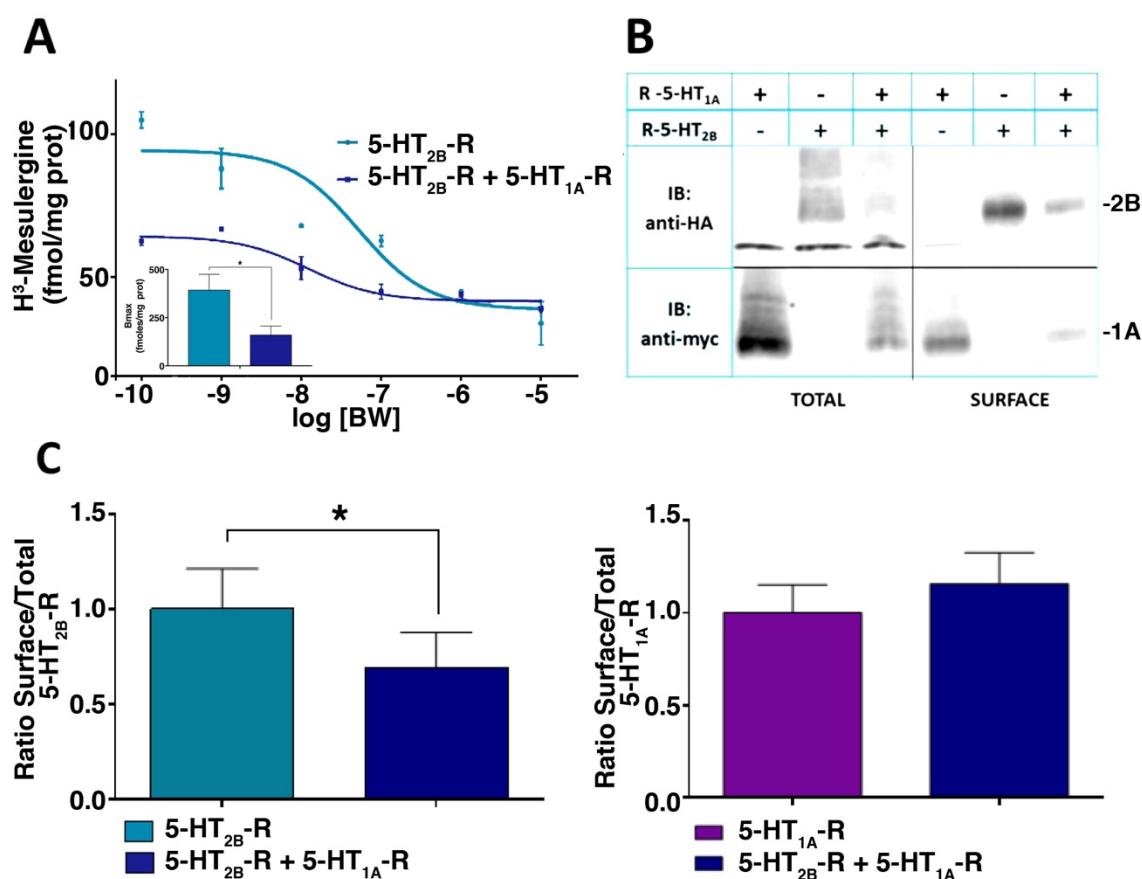 A
H³-Mesulergine
(fmol/mg prot)
100
50
0
5-HT₂B-R
5-HT₂B-R + 5-HT₁A-R
Bmax
(fmoles/mg prot)
500
250
0
*
-10 -9 -8 -7 -6 -5
log [BW]
B
R -5-HT₁A + - + + - +
R-5-HT₂B - + + - + +
IB:
anti-HA
-2B
IB:
anti-myc
-1A
TOTAL SURFACE
C
Ratio Surface/Total
5-HT₂B-R
1.5
1.0
0.5
0.0
*
5-HT₂B-R
5-HT₂B-R + 5-HT₁A-R
Ratio Surface/Total
5-HT₁A-R
1.5
1.0
0.5
0.0
5-HT₁A-R
5-HT₂B-R + 5-HT₁A-R